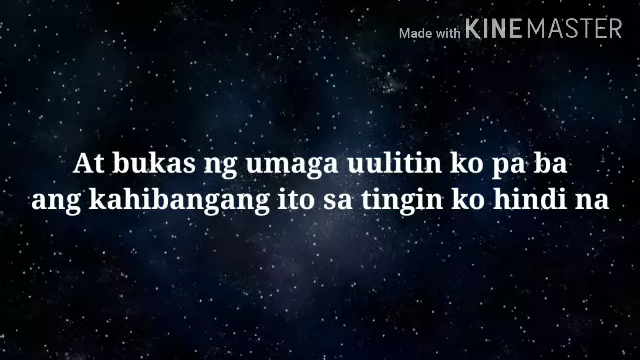 Made with KINEMASTER
At bukas ng umaga uulitin ko pa ba
ang kahibangang ito sa tingin ko hindi na